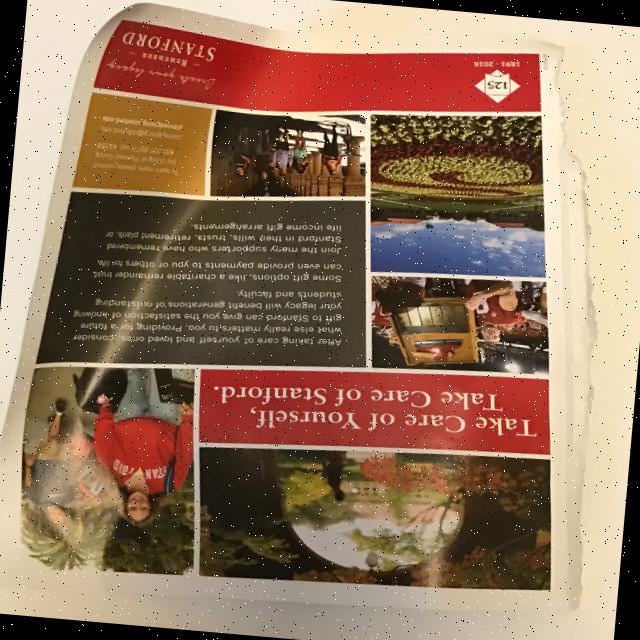 Take Care of Yourself,
Take Care of Stanford.
STANFORD
After taking care of yourself and loved ones, consider
what else really matters to you. Providing for a future
gift to Stanford can give you the satisfaction of knowing
your legacy will benefit generations of outstanding
students and faculty.
Some gift options, like a charitable remainder trust,
can even provide payments to you or others for life.
Join the many supporters who have remembered
Stanford in their wills, trusts, retirement plans, or
life income gift arrangements.
125
1891 - 2016
Create your legacy
REMEMBER
STANFORD